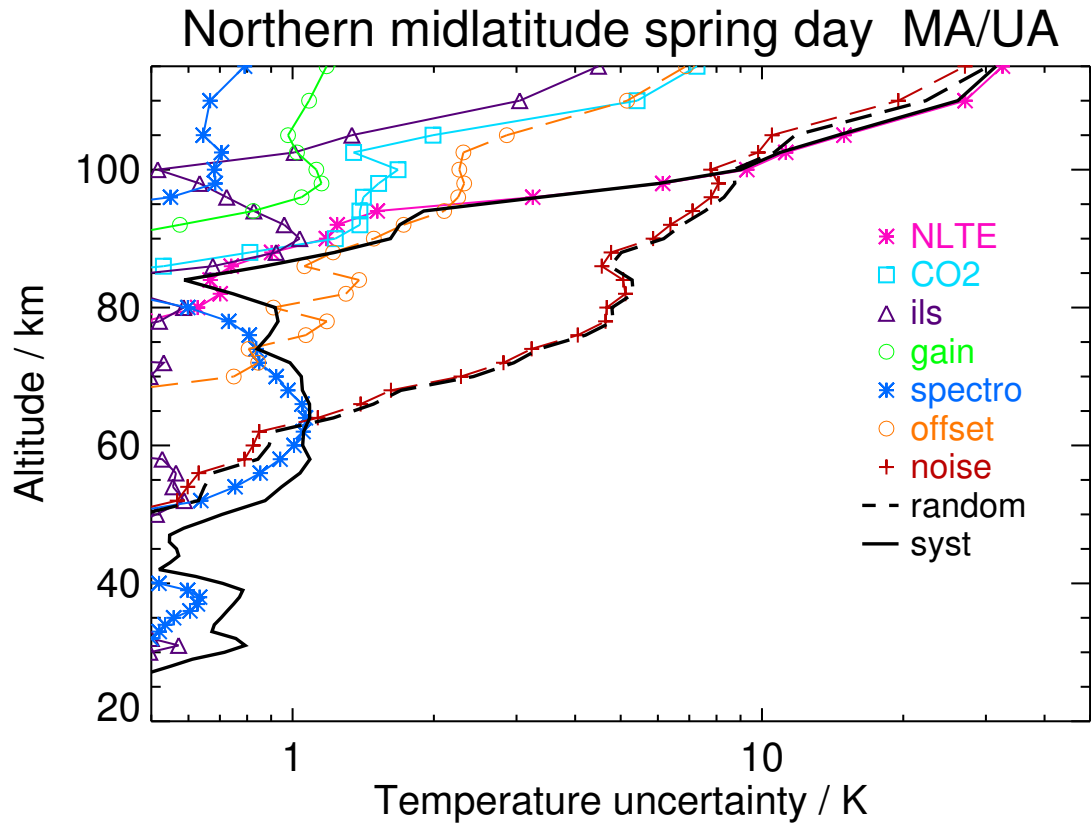 Northern midlatitude spring day MA/UA
Altitude / km
100
80
60
40
20
NLTE
CO2
ils
gain
spectro
offset
noise
random
syst
1
10
Temperature uncertainty / K